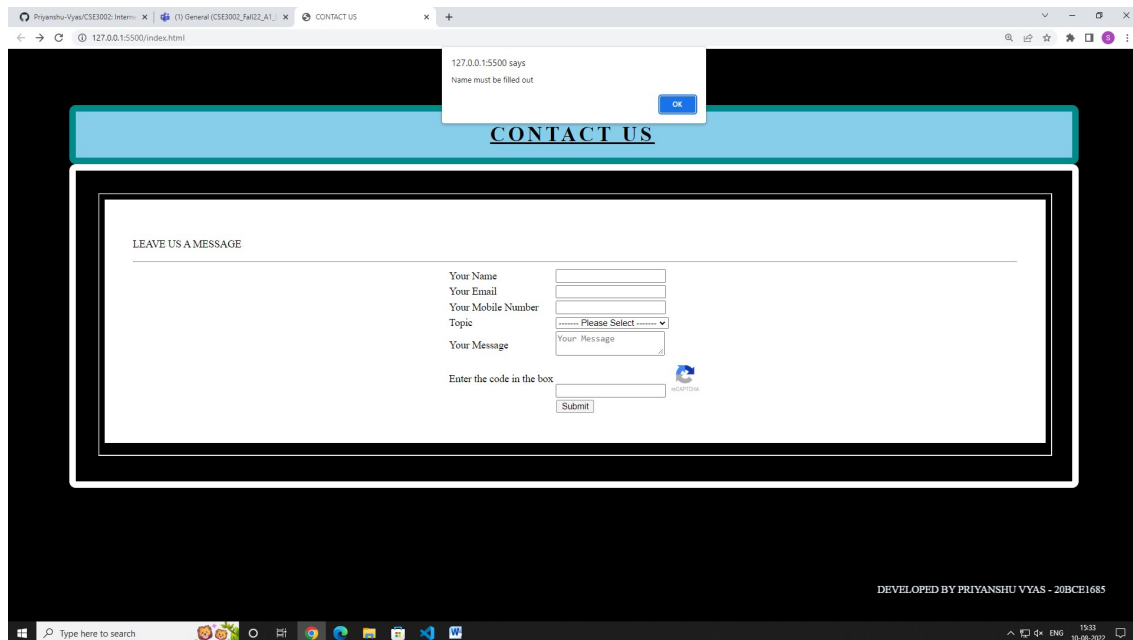 Priyanshu-Vyas/CSE3002: Intern
(1) General (CSE3002_Fall22_A1_
CONTACT US
127.0.0.1:5500/index.html
S
127.0.0.1:5500 says
Name must be filled out
OK
CONTACT US
LEAVE US A MESSAGE
Your Name
Your Email
Your Mobile Number
Topic ------- Please Select -------
Your Message Your Message
Enter the code in the box
reCAPTCHA
Submit
DEVELOPED BY PRIYANSHU VYAS - 20BCE1685
Type here to search
ENG
15:33
10-08-2022